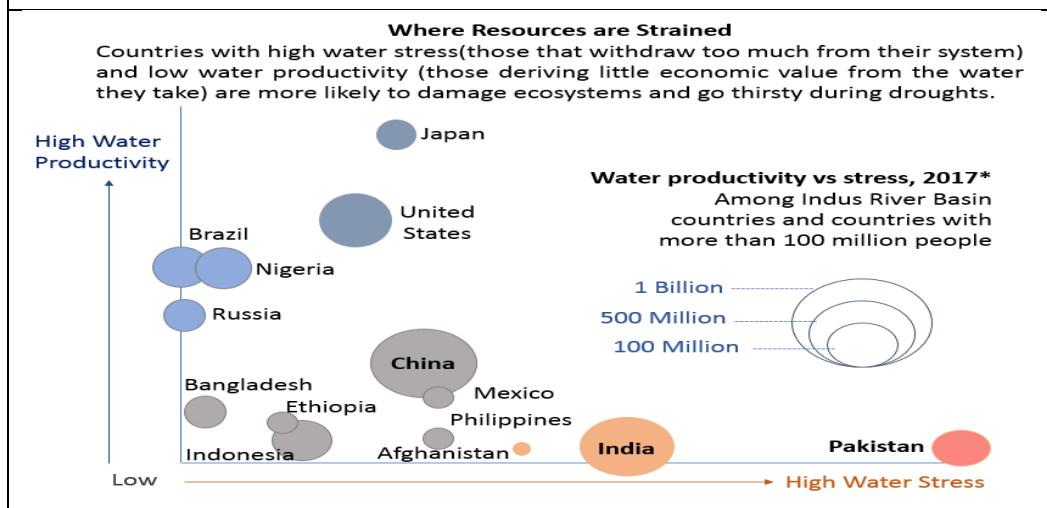 Where Resources are Strained
Countries with high water stress(those that withdraw too much from their system)
and low water productivity (those deriving little economic value from the water
they take) are more likely to damage ecosystems and go thirsty during droughts.
High Water
Productivity
Japan
Water productivity vs stress, 2017*
Among Indus River Basin
countries and countries with
more than 100 million people
United
States
Brazil
Nigeria
Russia
1 Billion
500 Million
100 Million
China
Bangladesh
Ethiopia
Mexico
Philippines
Indonesia
Afghanistan
India
Pakistan
Low
High Water Stress